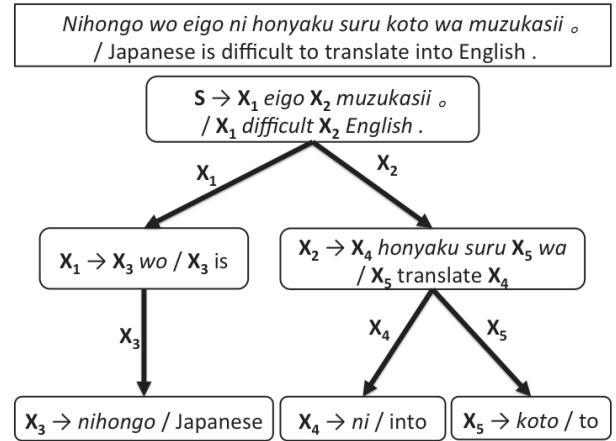 Nihongo wo eigo ni honyaku suru koto wa muzukasii 。
/ Japanese is difficult to translate into English .
S → X₁ eigo X₂ muzukasii 。
/ X₁ difficult X₂ English .
X₁
X₂
X₁ → X₃ wo / X₃ is
X₂ → X₄ honyaku suru X₅ wa
/ X₅ translate X₄
X₃
X₄
X₅
X₃ → nihongo / Japanese
X₄ → ni / into
X₅ → koto / to